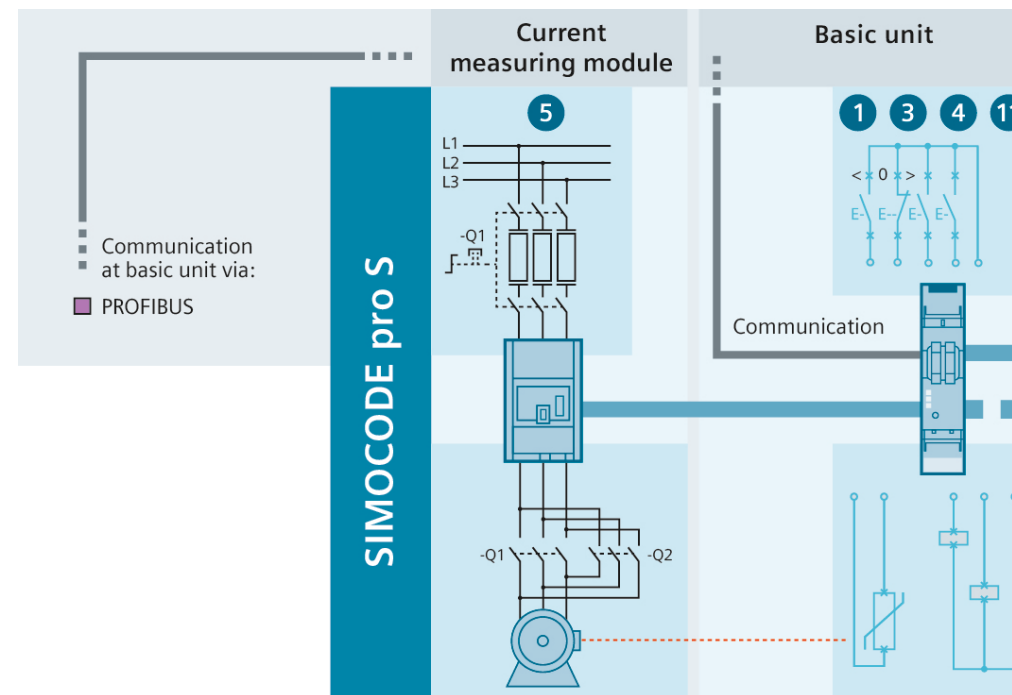 Current
measuring module
Basic unit
5
1 3 4 11
L1
L2
L3
< 0 >
E- E-- E- E-
-Q1
Communication
at basic unit via:
PROFIBUS
SIMOCODE pro S
Communication
-Q1
-Q2